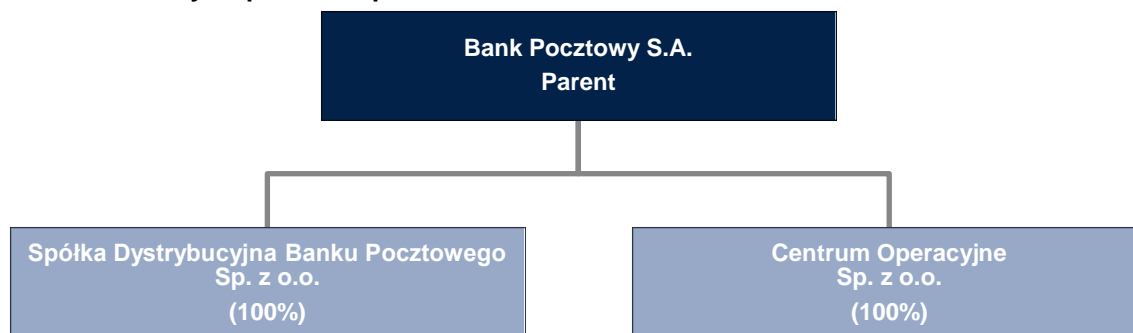 Bank Pocztowy S.A.
Parent
Spółka Dystrybucyjna Banku Pocztowego
Sp. z o.o.
(100%)
Centrum Operacyjne
Sp. z o.o.
(100%)